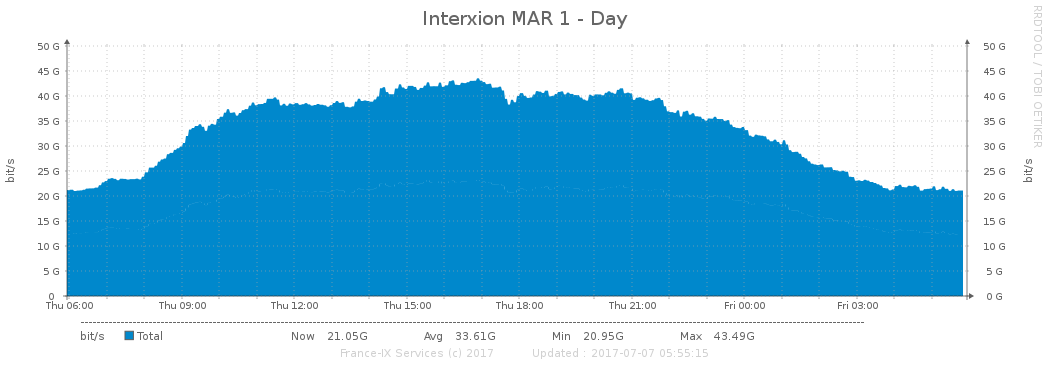 Interxion MAR 1 - Day
RRDTOOL / TOBI OETIKER
50 G 50 G
45 G 45 G
40 G 40 G
35 G 35 G
30 G 30 G
25 G 25 G
20 G 20 G
15 G 15 G
10 G 10 G
5 G 5 G
0 0 G
bit/s bit/s
Thu 06:00 Thu 09:00 Thu 12:00 Thu 15:00 Thu 18:00 Thu 21:00 Fri 00:00 Fri 03:00
bit/s Total Now 21.05G Avg 33.61G Min 20.95G Max 43.49G
France-IX Services (c) 2017 Updated : 2017-07-07 05:55:15